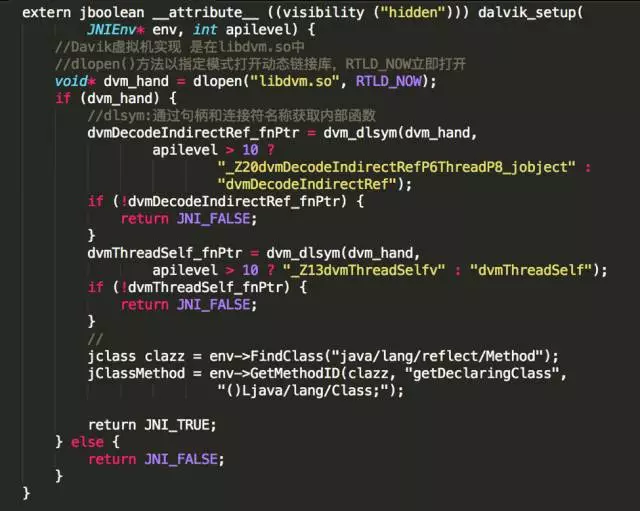 extern jboolean __attribute__ ((visibility ("hidden"))) dalvik_setup(
JNIEnv* env, int apilevel) {
//Davik虚拟机实现 是在libdvm.so中
//dlopen()方法以指定模式打开动态链接库，RTLD_NOW立即打开
void* dvm_hand = dlopen("libdvm.so", RTLD_NOW);
if (dvm_hand) {
//dlsym:通过句柄和连接符名称获取内部函数
dvmDecodeIndirectRef_fnPtr = dvm_dlsym(dvm_hand,
apilevel > 10 ?
"_Z20dvmDecodeIndirectRefP6ThreadP8_jobject" :
"dvmDecodeIndirectRef");
if (!dvmDecodeIndirectRef_fnPtr) {
return JNI_FALSE;
}
dvmThreadSelf_fnPtr = dvm_dlsym(dvm_hand,
apilevel > 10 ? "_Z13dvmThreadSelfv" : "dvmThreadSelf");
if (!dvmThreadSelf_fnPtr) {
return JNI_FALSE;
}
//
jclass clazz = env->FindClass("java/lang/reflect/Method");
jClassMethod = env->GetMethodID(clazz, "getDeclaringClass",
"()Ljava/lang/Class;");
return JNI_TRUE;
} else {
return JNI_FALSE;
}
}